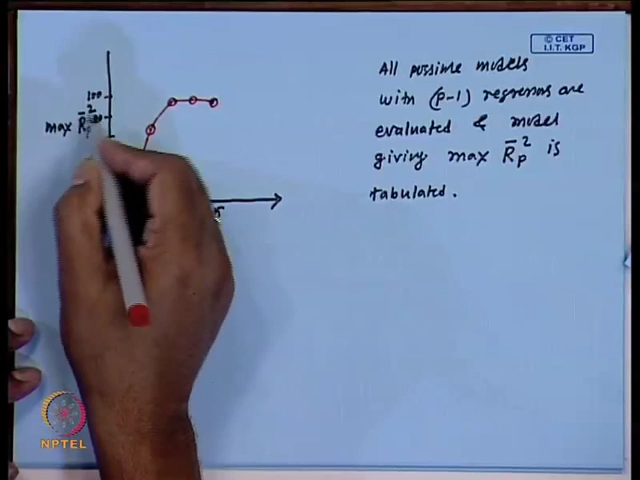 © CET
I.I.T. KGP
All possible models
with (p-1) regressors are
evaluated & model
giving max R̄p² is
tabulated.
100
max R̄p²
5
NPTEL